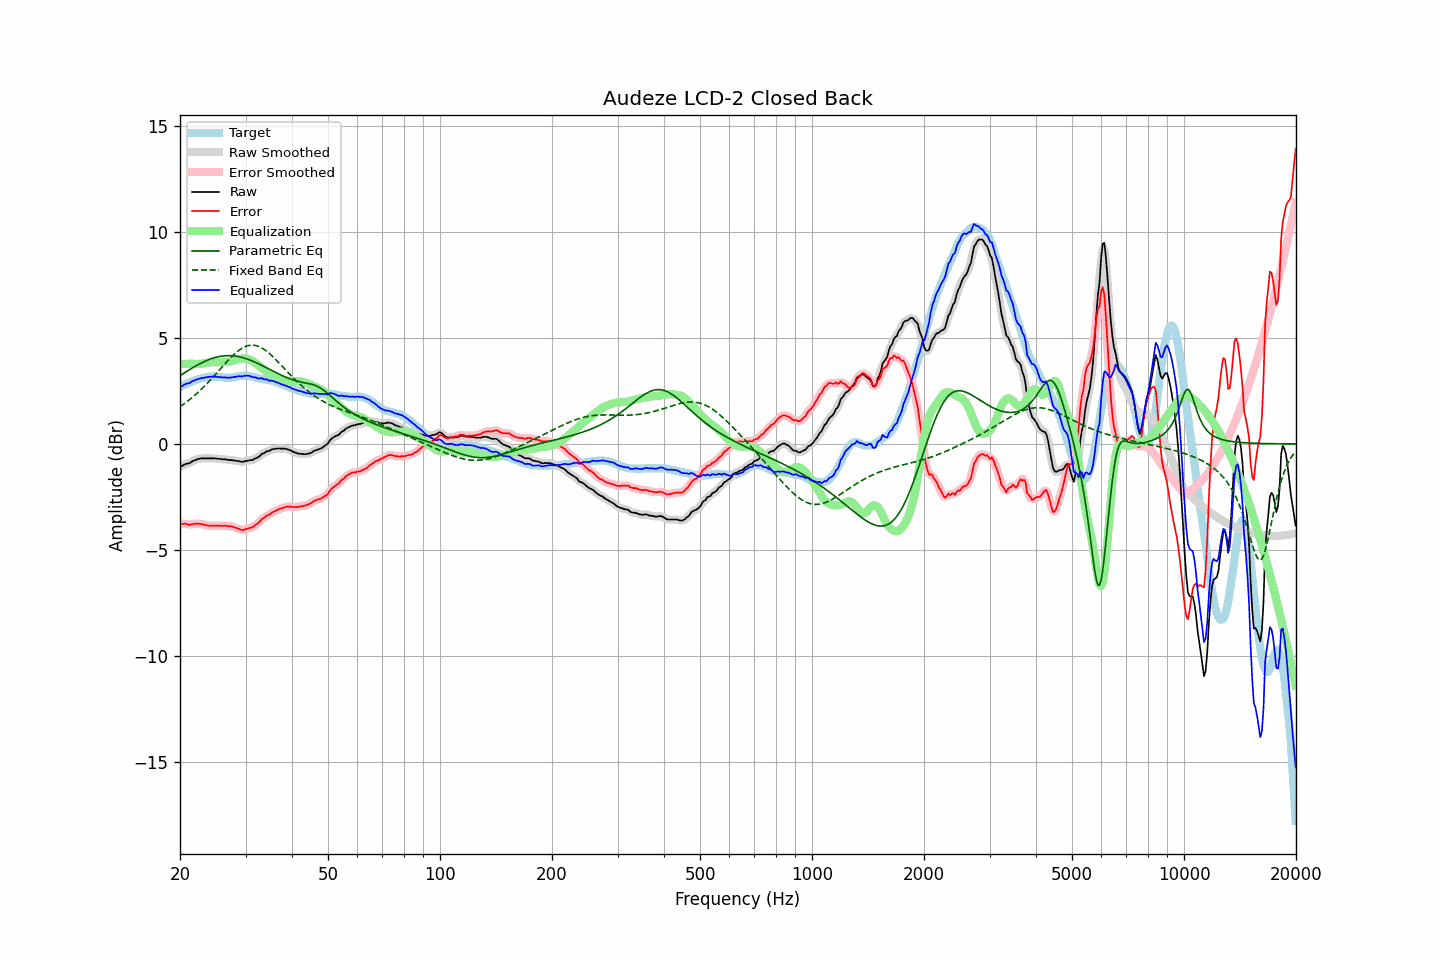 Audeze LCD-2 Closed Back
Amplitude (dBr)
15
10
5
0
−5
−10
−15
Target
Raw Smoothed
Error Smoothed
Raw
Error
Equalization
Parametric Eq
Fixed Band Eq
Equalized
20
50
100
200
500
1000
2000
5000
10000
20000
Frequency (Hz)